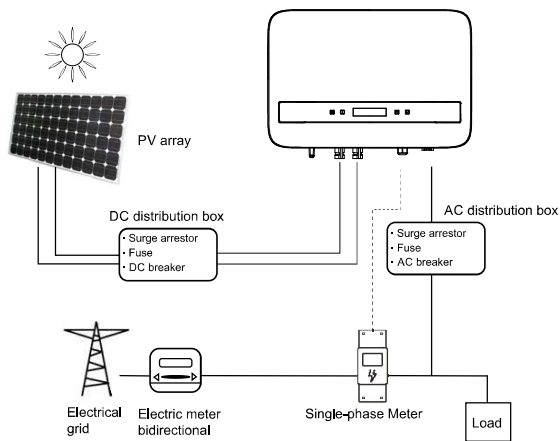 PV array
DC distribution box
· Surge arrestor
· Fuse
· DC breaker
AC distribution box
· Surge arrestor
· Fuse
· AC breaker
Electrical
grid
Electric meter
bidirectional
Single-phase Meter
Load